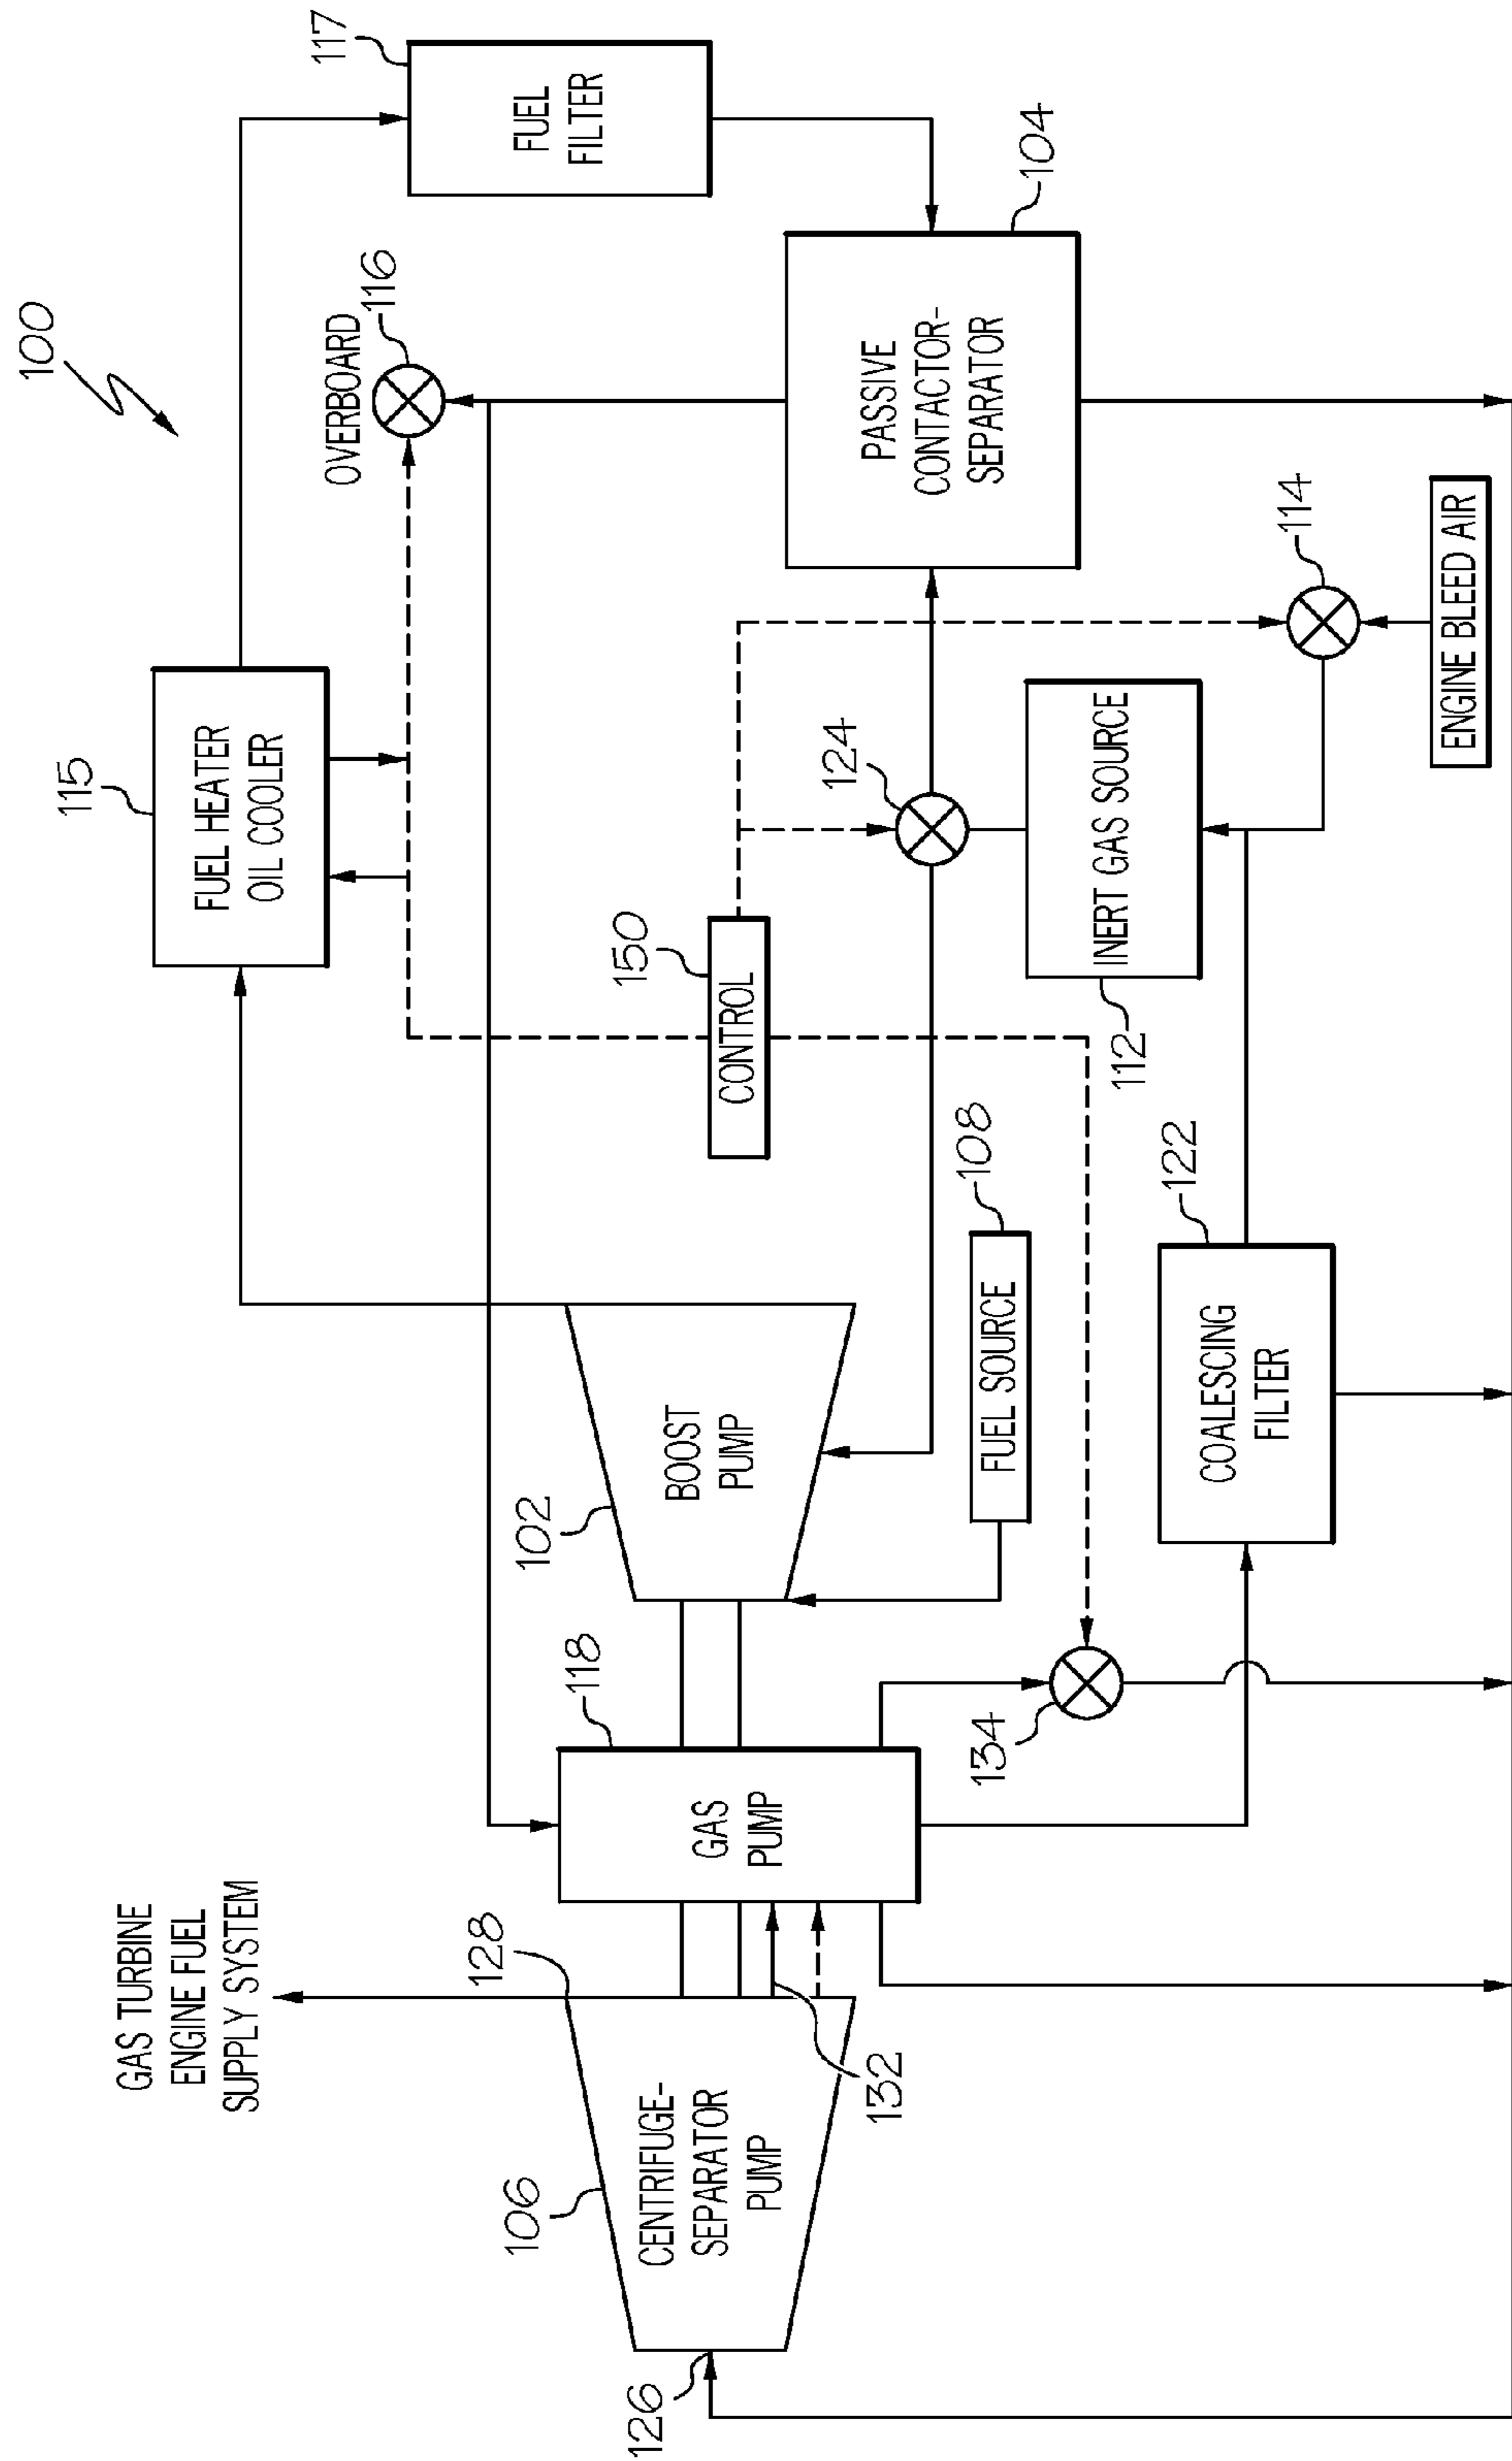 100
GAS TURBINE
ENGINE FUEL
SUPPLY SYSTEM
115
FUEL HEATER
OIL COOLER
117
FUEL
FILTER
OVERBOARD
116
128
118
102
150
CONTROL
106
CENTRIFUGE-
SEPARATOR
PUMP
GAS
PUMP
BOOST
PUMP
124
PASSIVE
CONTACTOR-
SEPARATOR
104
126
132
134
FUEL SOURCE
108
112
INERT GAS SOURCE
114
COALESCING
FILTER
122
ENGINE BLEED AIR